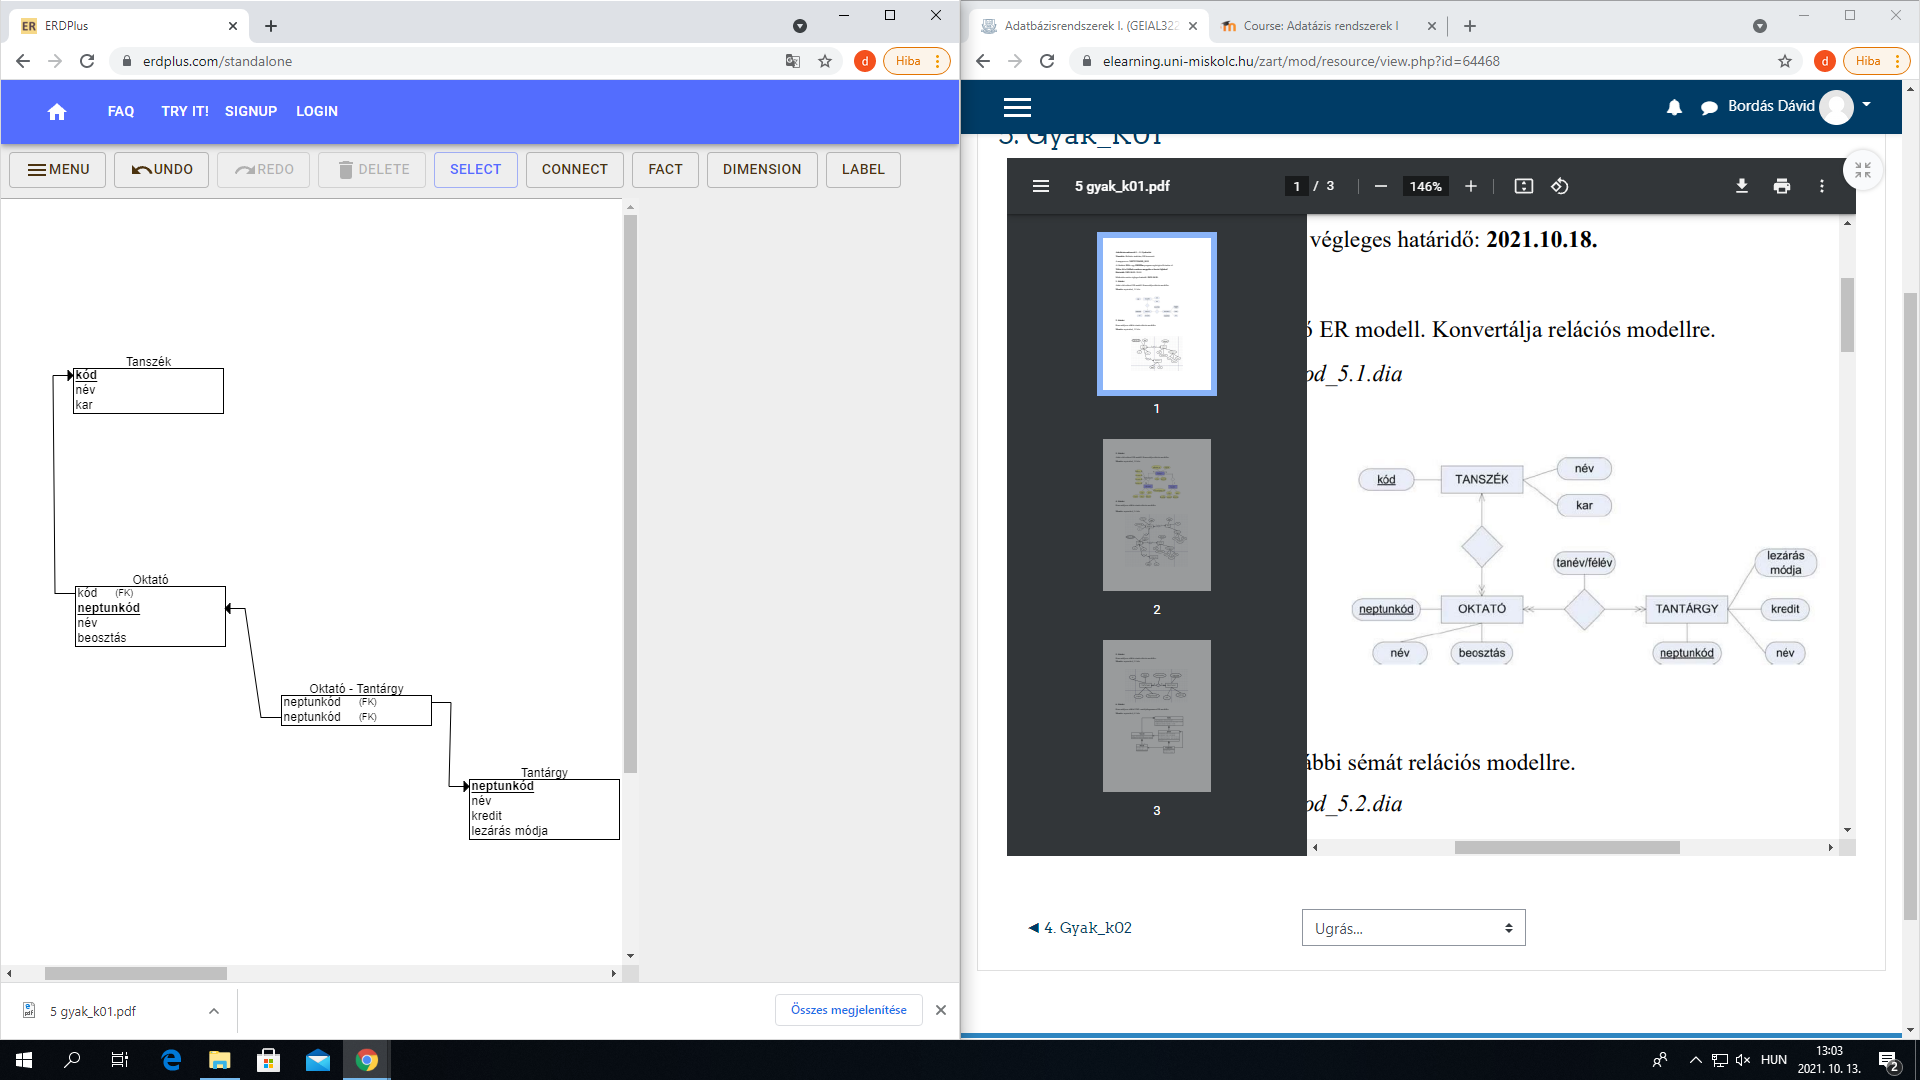 ERDPlus
erdplus.com/standalone
d
Hiba
FAQ
TRY IT!
SIGNUP
LOGIN
MENU
UNDO
REDO
DELETE
SELECT
CONNECT
FACT
DIMENSION
LABEL
Tanszék
kód
név
kar
Oktató
kód (FK)
neptunkód
név
beosztás
Oktató - Tantárgy
neptunkód (FK)
neptunkód (FK)
Tantárgy
neptunkód
név
kredit
lezárás módja
5 gyak_k01.pdf
Összes megjelenítése
Adatbázisrendszerek I. (GEIAL322
Course: Adatázis rendszerek I
elearning.uni-miskolc.hu/zart/mod/resource/view.php?id=64468
d
Hiba
Bordás Dávid
5. Gyak_K01
5 gyak_k01.pdf
1 / 3
146%
1
2
3
végleges határidő: 2021.10.18.
ő ER modell. Konvertálja relációs modellre.
od_5.1.dia
kód
TANSZÉK
név
kar
tanév/félév
lezárás
módja
neptunkód
OKTATÓ
TANTÁRGY
kredit
név
beosztás
neptunkód
név
ábbi sémát relációs modellre.
od_5.2.dia
◄ 4. Gyak_k02
Ugrás...
HUN
13:03
2021. 10. 13.
2